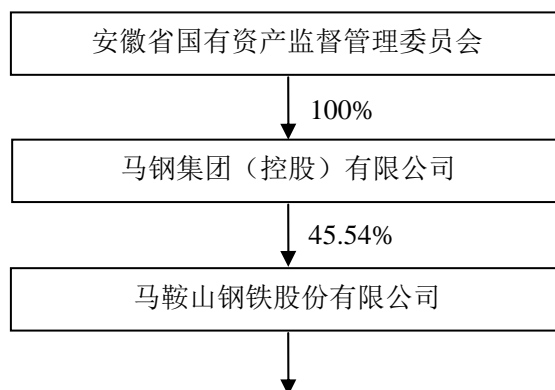 安徽省国有资产监督管理委员会
100%
马钢集团（控股）有限公司
45.54%
马鞍山钢铁股份有限公司